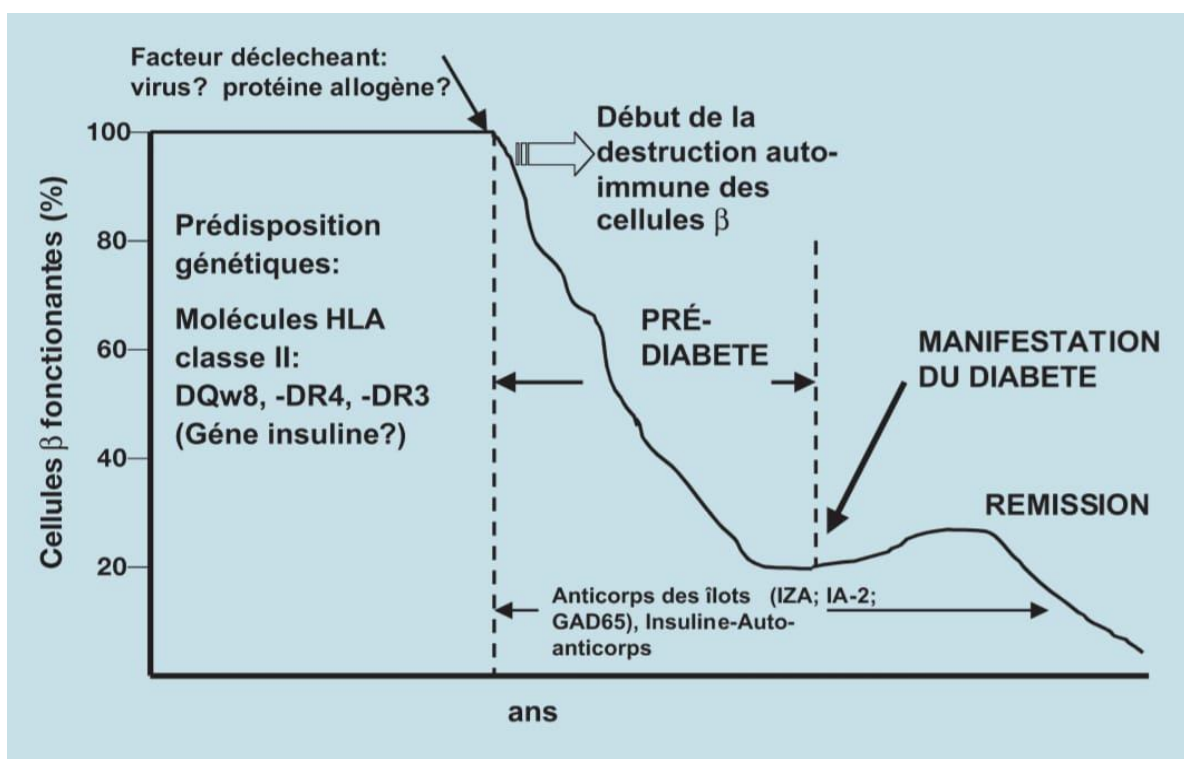 Facteur déclecheant:
virus? protéine allogène?
100
Début de la
destruction auto-
immune des
cellules β
80
Prédisposition
génétiques:
Molécules HLA
classe II:
DQw8, -DR4, -DR3
(Géne insuline?)
PRÉ-
DIABETE
60
MANIFESTATION
DU DIABETE
40
REMISSION
20
Anticorps des îlots (IZA; IA-2;
GAD65), Insuline-Auto-
anticorps
Cellules β fonctionantes (%)
ans